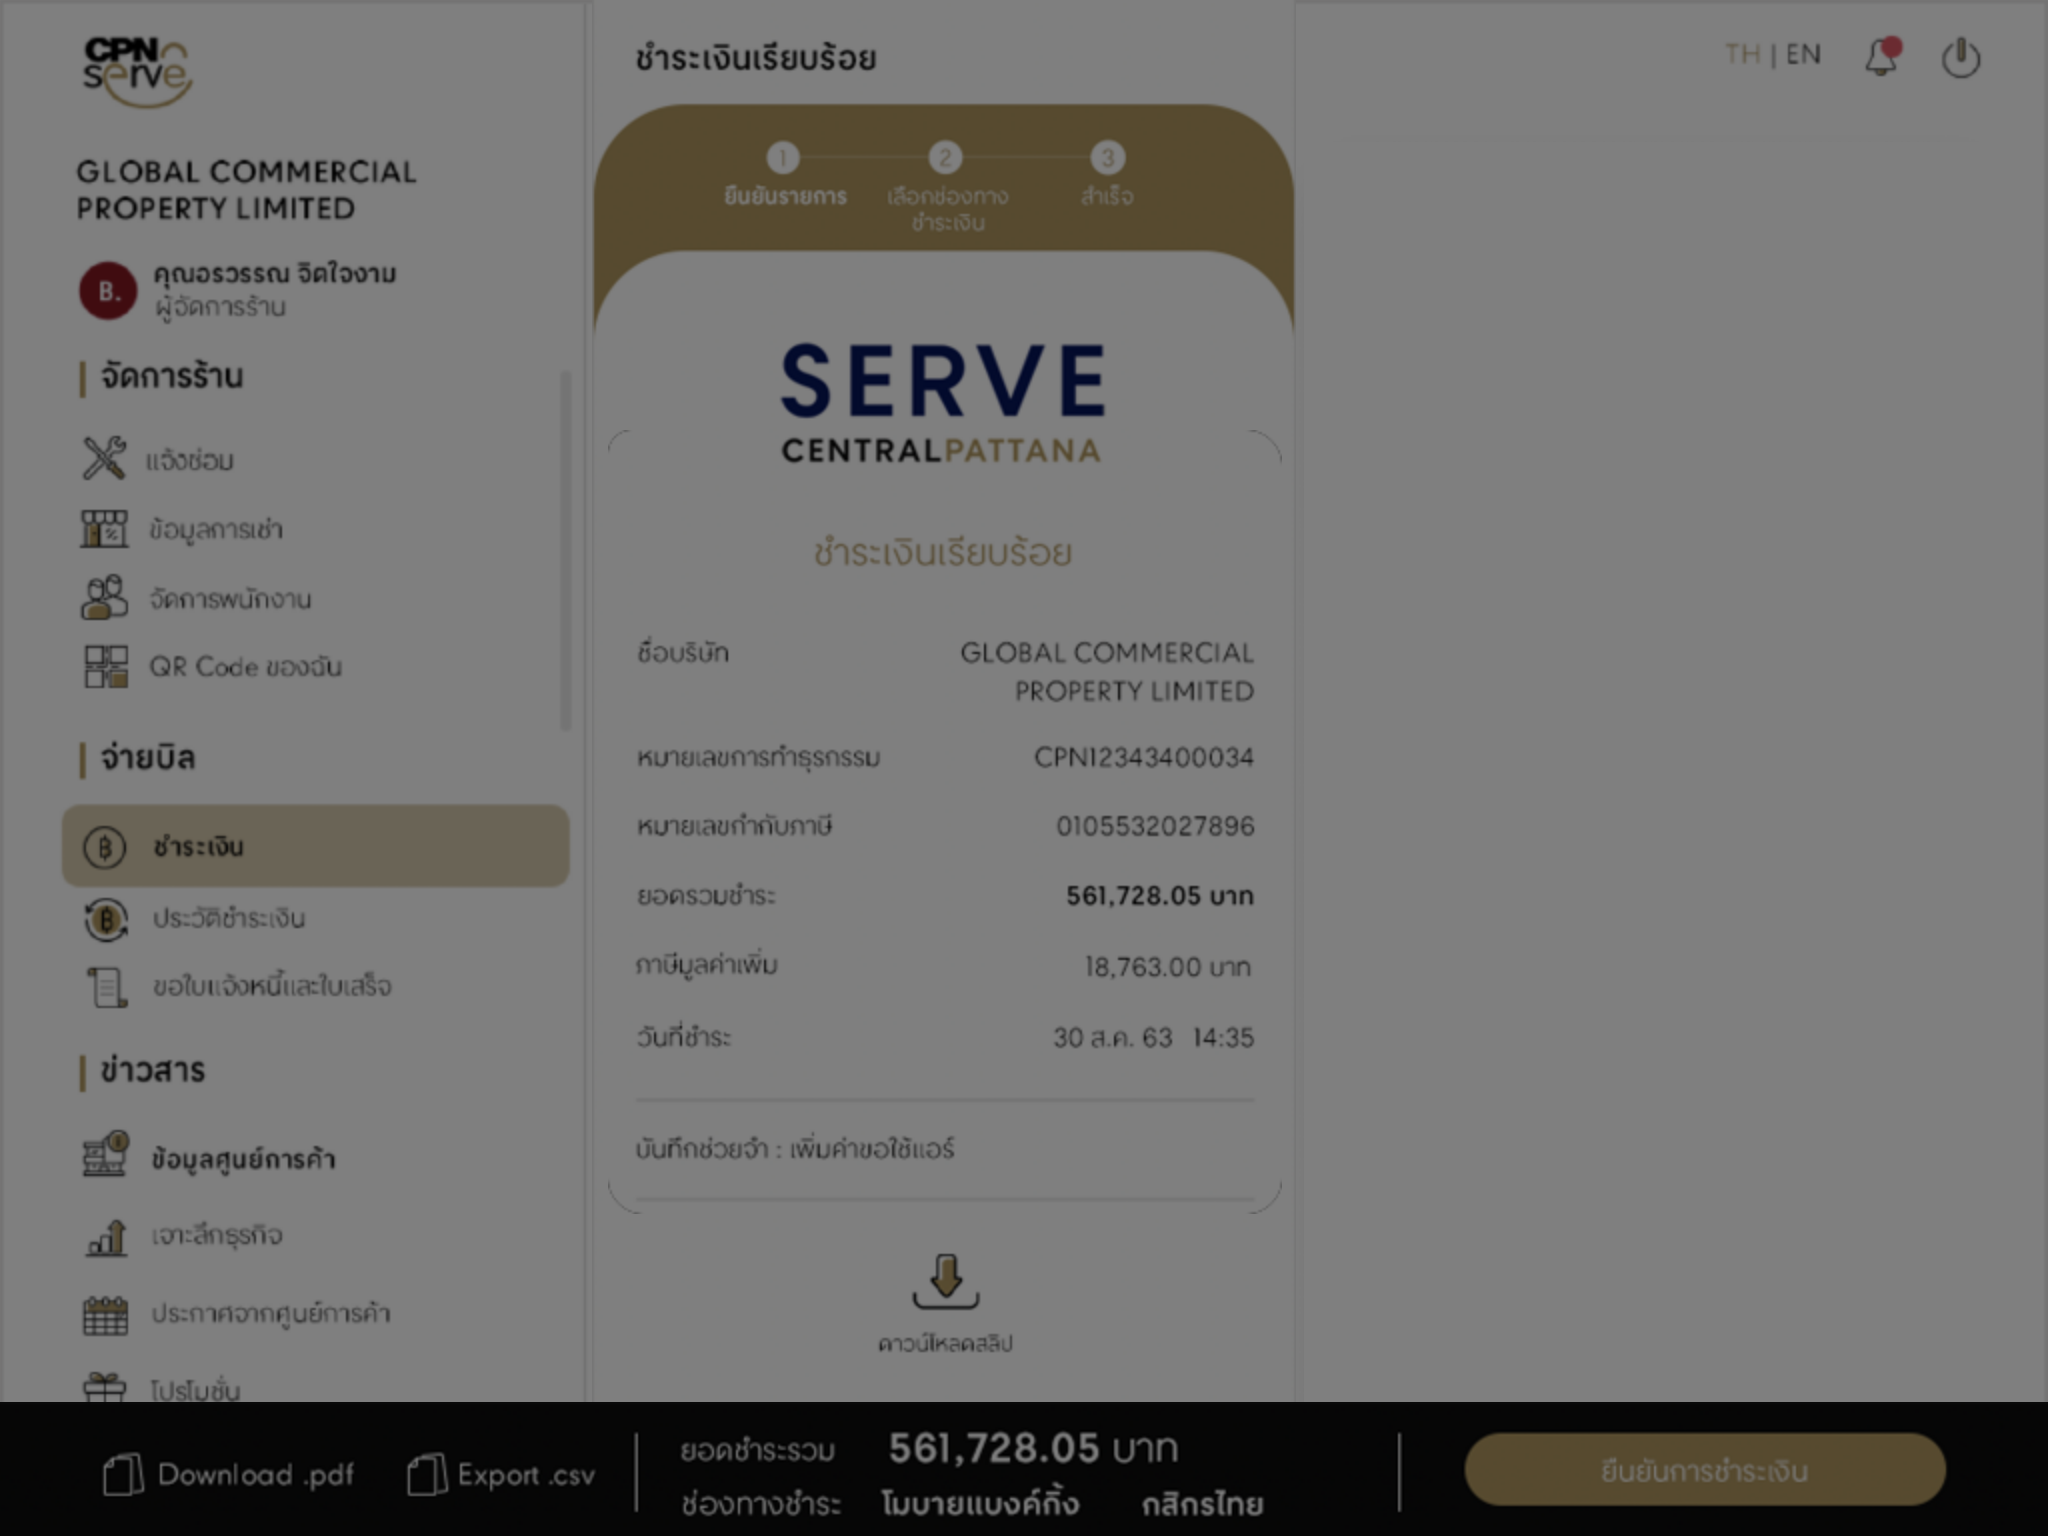 CPN
serve
GLOBAL COMMERCIAL
PROPERTY LIMITED
B.
คุณอรวรรณ จิตใจงาม
ผู้จัดการร้าน
จัดการร้าน
แจ้งซ่อม
ข้อมูลการเช่า
จัดการพนักงาน
QR Code ของฉัน
จ่ายบิล
฿ ชำระเงิน
฿ ประวัติชำระเงิน
ขอใบแจ้งหนี้และใบเสร็จ
ข่าวสาร
ข้อมูลศูนย์การค้า
เจาะลึกธุรกิจ
ประกาศจากศูนย์การค้า
โปรโมชั่น
ชำระเงินเรียบร้อย
TH | EN
1 2 3
ยืนยันรายการ เลือกช่องทาง สำเร็จ
ชำระเงิน
SERVE
CENTRALPATTANA
ชำระเงินเรียบร้อย
ชื่อบริษัท GLOBAL COMMERCIAL
PROPERTY LIMITED
หมายเลขการทำธุรกรรม CPN12343400034
หมายเลขกำกับภาษี 0105532027896
ยอดรวมชำระ 561,728.05 บาท
ภาษีมูลค่าเพิ่ม 18,763.00 บาท
วันที่ชำระ 30 ส.ค. 63 14:35
บันทึกช่วยจำ : เพิ่มค่าขอใช้แอร์
ดาวน์โหลดสลิป
Download .pdf Export .csv
ยอดชำระรวม 561,728.05 บาท
ช่องทางชำระ โมบายแบงค์กิ้ง กสิกรไทย
ยืนยันการชำระเงิน